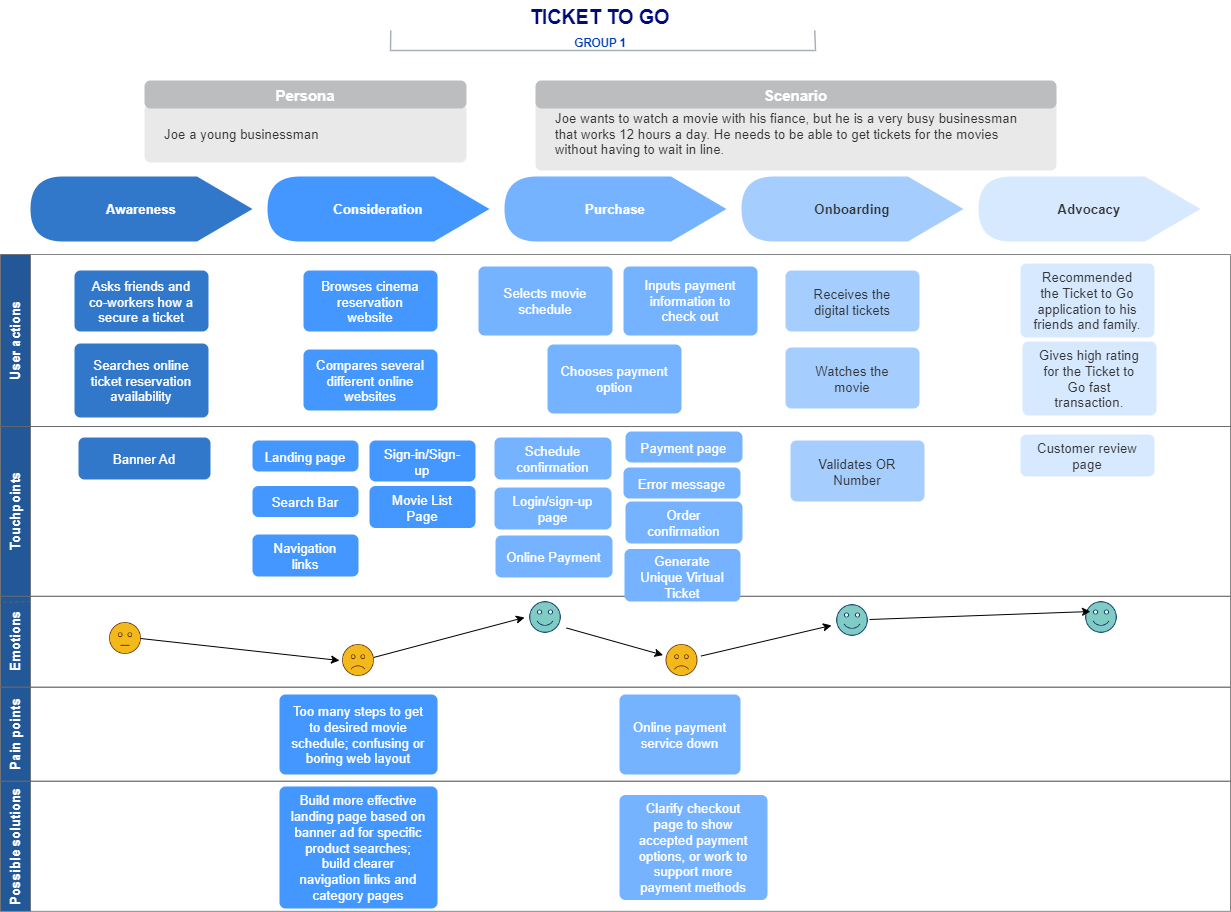 TICKET TO GO
GROUP 1
Persona
Joe a young businessman
Scenario
Joe wants to watch a movie with his fiance, but he is a very busy businessman
that works 12 hours a day. He needs to be able to get tickets for the movies
without having to wait in line.
Awareness
Consideration
Purchase
Onboarding
Advocacy
User actions
Asks friends and
co-workers how a
secure a ticket
Searches online
ticket reservation
availability
Browses cinema
reservation
website
Compares several
different online
websites
Selects movie
schedule
Inputs payment
information to
check out
Chooses payment
option
Receives the
digital tickets
Watches the
movie
Recommended
the Ticket to Go
application to his
friends and family.
Gives high rating
for the Ticket to
Go fast
transaction.
Touchpoints
Banner Ad
Landing page
Search Bar
Navigation
links
Sign-in/Sign-
up
Movie List
Page
Schedule
confirmation
Login/sign-up
page
Online Payment
Payment page
Error message
Order
confirmation
Generate
Unique Virtual
Ticket
Validates OR
Number
Customer review
page
Emotions
Pain points
Too many steps to get
to desired movie
schedule; confusing or
boring web layout
Online payment
service down
Possible solutions
Build more effective
landing page based on
banner ad for specific
product searches;
build clearer
navigation links and
category pages
Clarify checkout
page to show
accepted payment
options, or work to
support more
payment methods